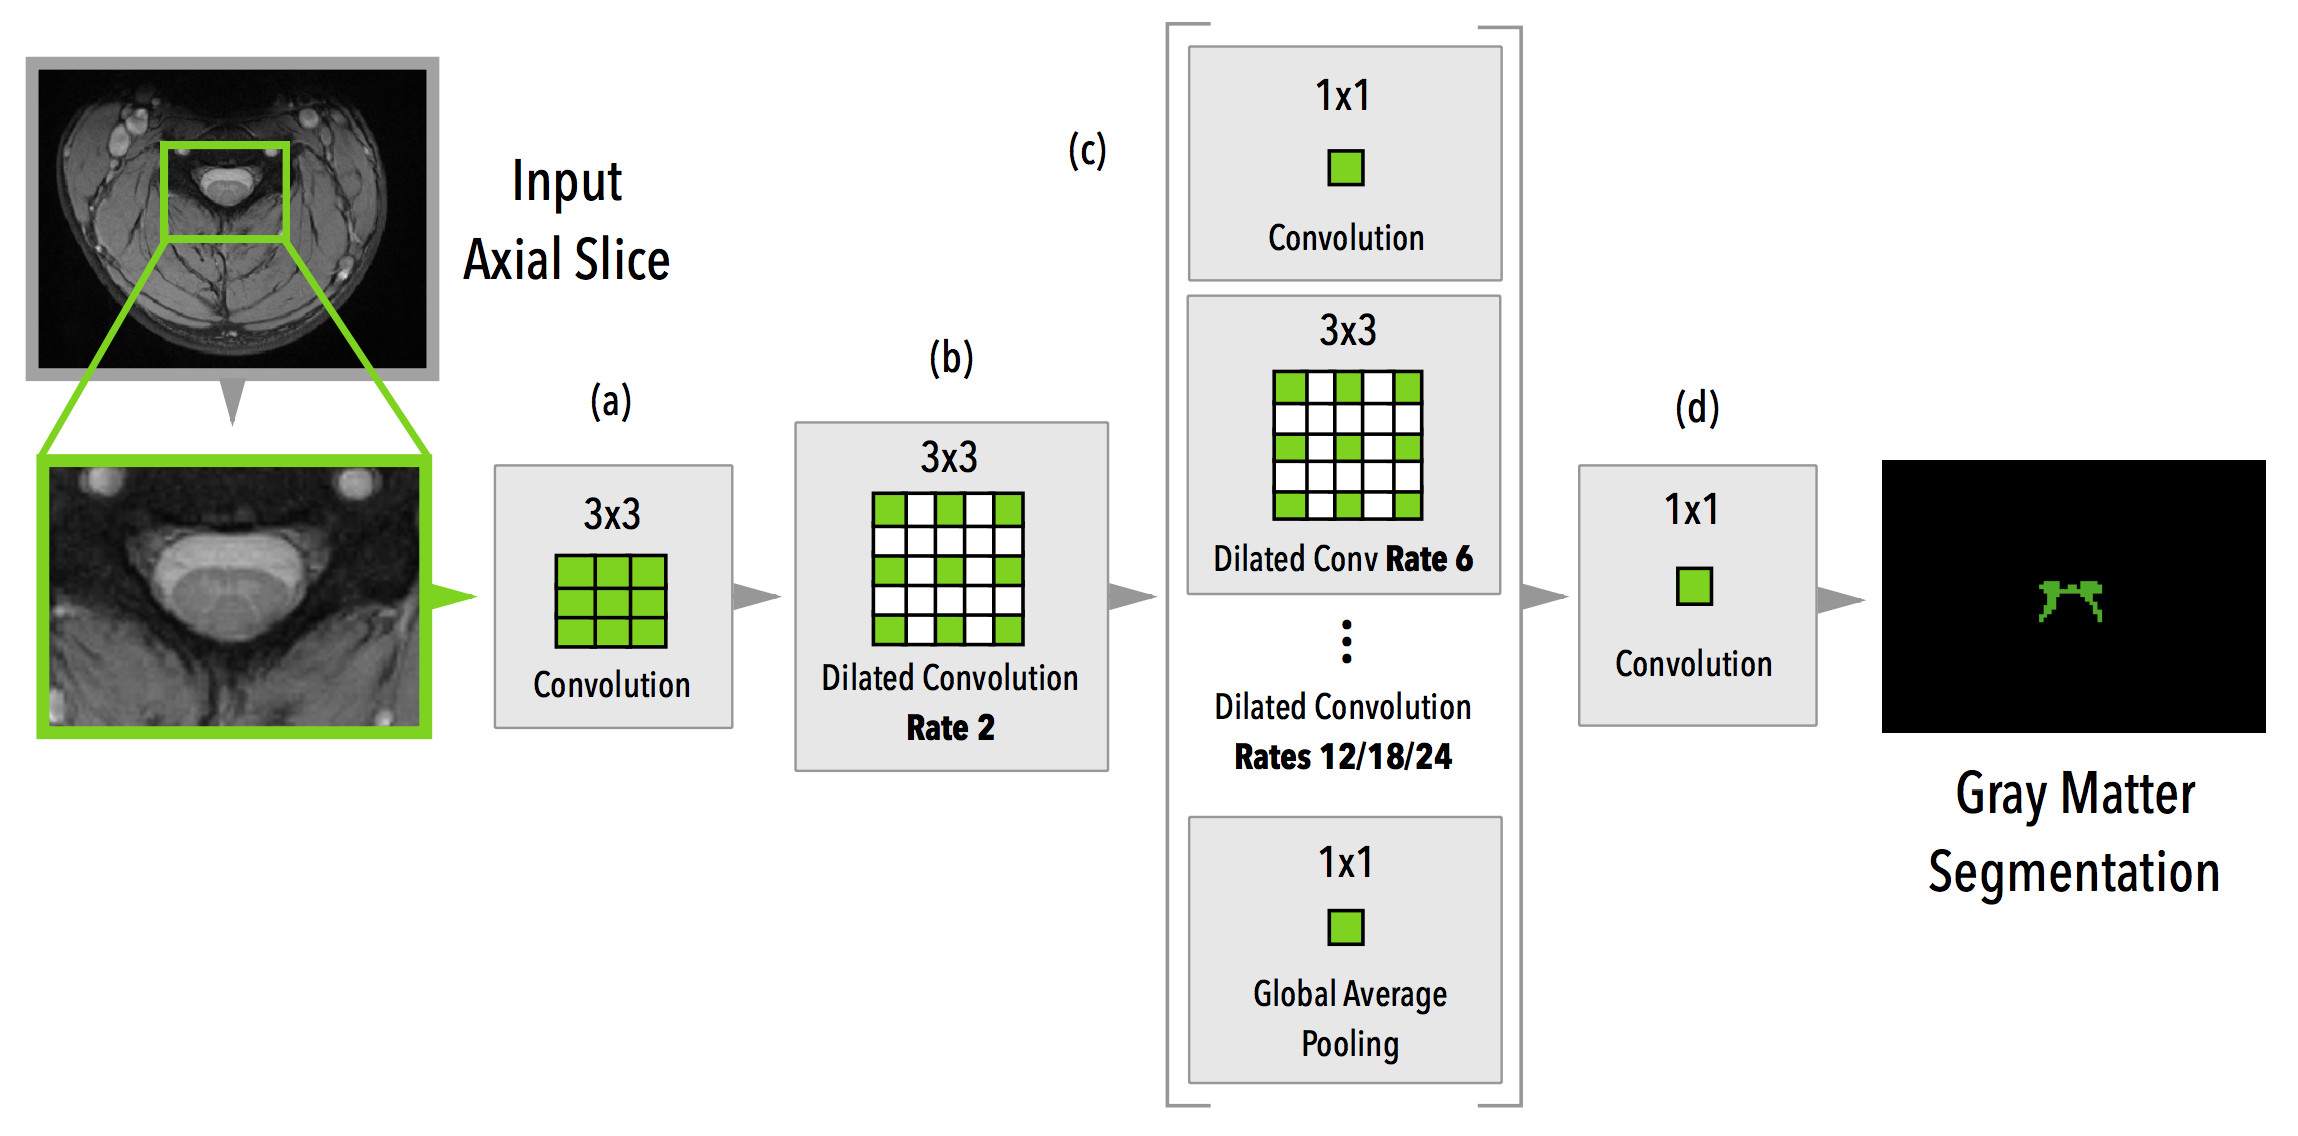 Input
Axial Slice
(a)
3x3
Convolution
(b)
3x3
Dilated Convolution
Rate 2
(c)
1x1
Convolution
3x3
Dilated Conv Rate 6
Dilated Convolution
Rates 12/18/24
1x1
Global Average
Pooling
(d)
1x1
Convolution
Gray Matter
Segmentation